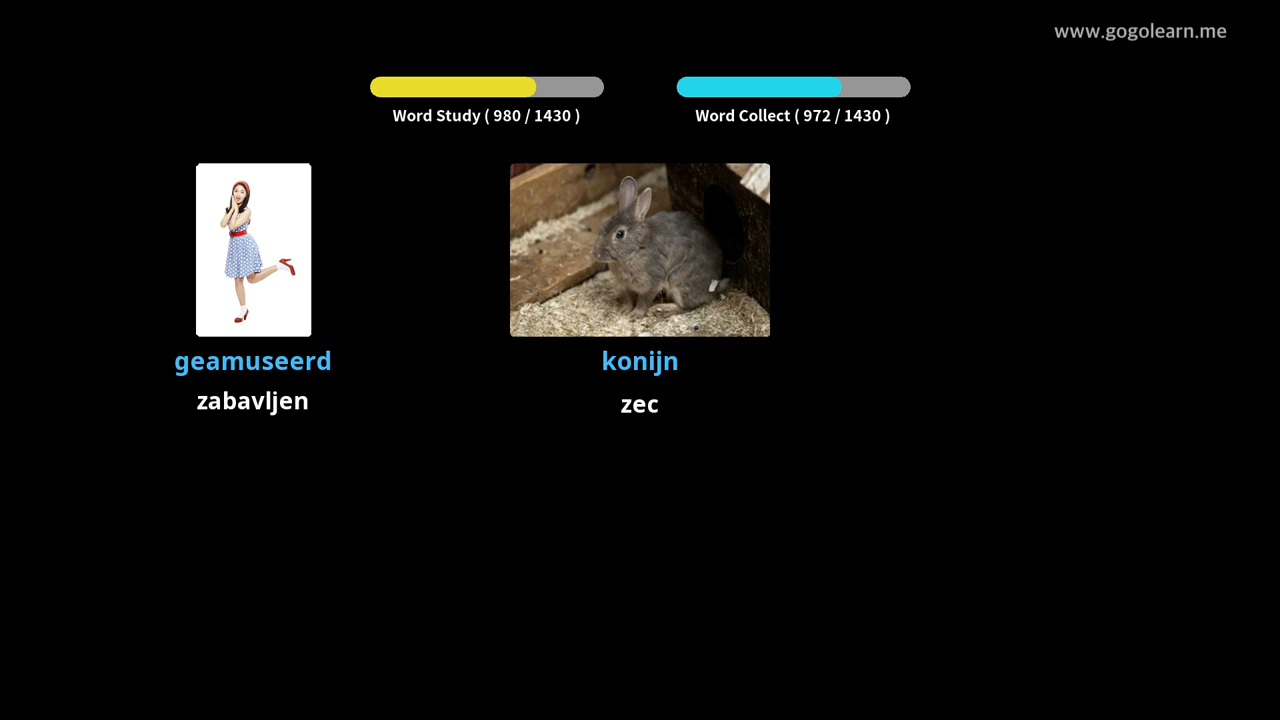 www.gogolearn.me
Word Study ( 980 / 1430 )
Word Collect ( 972 / 1430 )
geamuseerd
zabavljen
konijn
zec